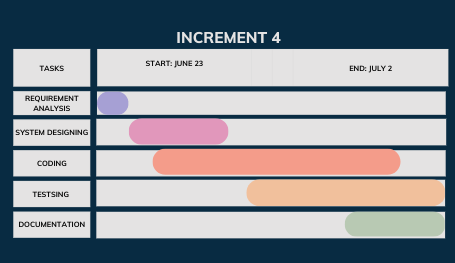 INCREMENT 4
TASKS
START: JUNE 23
END: JULY 2
REQUIREMENT
ANALYSIS
SYSTEM DESIGNING
CODING
TESTSING
DOCUMENTATION